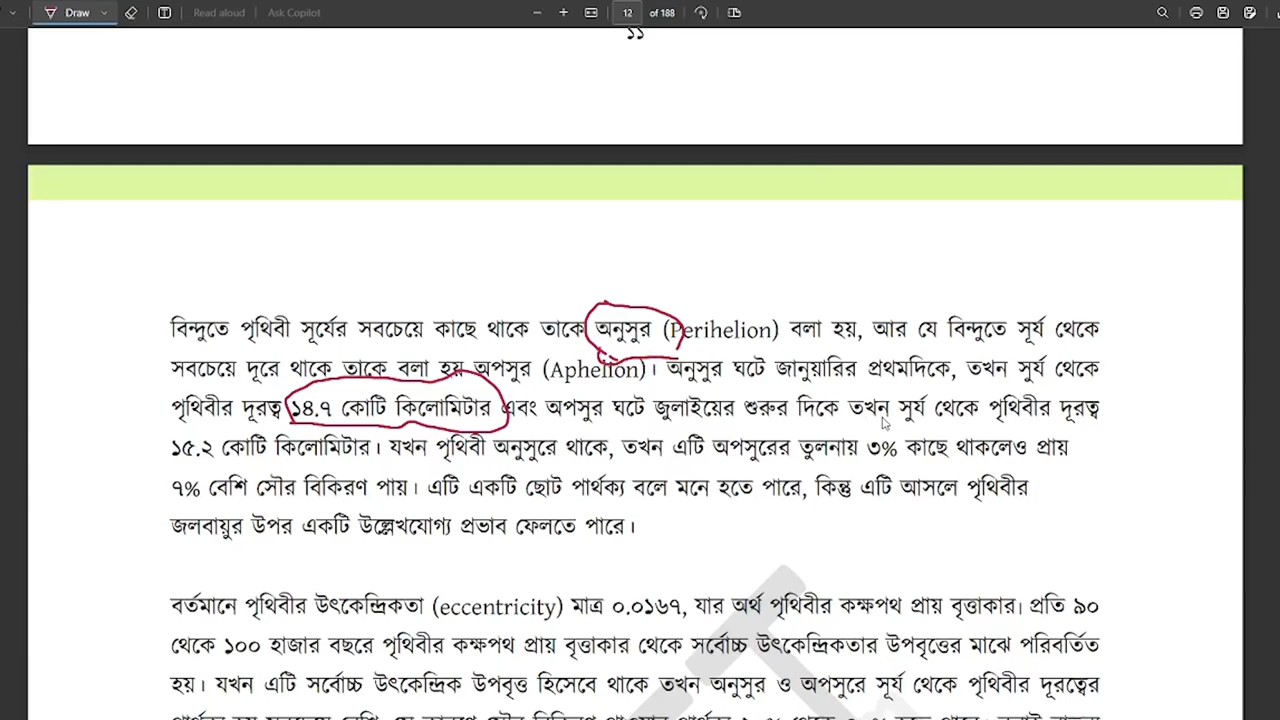 Draw
Read aloud
Ask Copilot
12 of 188
১১
বিন্দুতে পৃথিবী সূর্যের সবচেয়ে কাছে থাকে তাকে অনুসুর (Perihelion) বলা হয়, আর যে বিন্দুতে সূর্য থেকে
সবচেয়ে দূরে থাকে তাকে বলা হয় অপসুর (Aphelion)। অনুসুর ঘটে জানুয়ারির প্রথমদিকে, তখন সুর্য থেকে
পৃথিবীর দূরত্ব ১৪.৭ কোটি কিলোমিটার এবং অপসুর ঘটে জুলাইয়ের শুরুর দিকে তখন সুর্য থেকে পৃথিবীর দূরত্ব
১৫.২ কোটি কিলোমিটার। যখন পৃথিবী অনুসুরে থাকে, তখন এটি অপসুরের তুলনায় ৩% কাছে থাকলেও প্রায়
৭% বেশি সৌর বিকিরণ পায়। এটি একটি ছোট পার্থক্য বলে মনে হতে পারে, কিন্তু এটি আসলে পৃথিবীর
জলবায়ুর উপর একটি উল্লেখযোগ্য প্রভাব ফেলতে পারে।
বর্তমানে পৃথিবীর উৎকেন্দ্রিকতা (eccentricity) মাত্র ০.০১৬৭, যার অর্থ পৃথিবীর কক্ষপথ প্রায় বৃত্তাকার। প্রতি ৯০
থেকে ১০০ হাজার বছরে পৃথিবীর কক্ষপথ প্রায় বৃত্তাকার থেকে সর্বোচ্চ উৎকেন্দ্রিকতার উপবৃত্তের মাঝে পরিবর্তিত
হয়। যখন এটি সর্বোচ্চ উৎকেন্দ্রিক উপবৃত্ত হিসেবে থাকে তখন অনুসুর ও অপসুরে সূর্য থেকে পৃথিবীর দূরত্বের